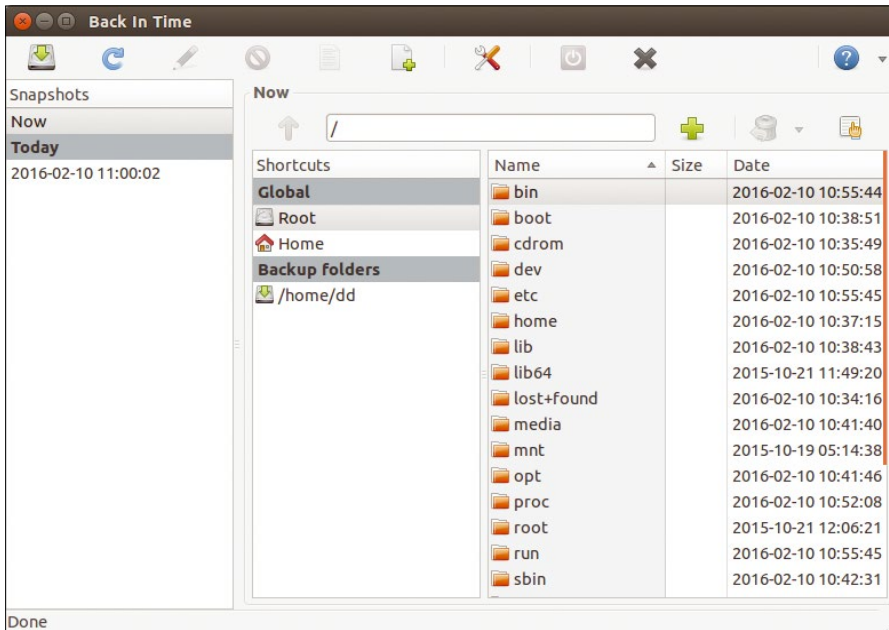 Back In Time
Snapshots
Now
Today
2016-02-10 11:00:02
Now
/
Shortcuts
Global
Root
Home
Backup folders
/home/dd
Name Size Date
bin 2016-02-10 10:55:44
boot 2016-02-10 10:38:51
cdrom 2016-02-10 10:35:49
dev 2016-02-10 10:50:58
etc 2016-02-10 10:55:45
home 2016-02-10 10:37:15
lib 2016-02-10 10:38:43
lib64 2015-10-21 11:49:20
lost+found 2016-02-10 10:34:16
media 2016-02-10 10:41:40
mnt 2015-10-19 05:14:38
opt 2016-02-10 10:41:46
proc 2016-02-10 10:52:08
root 2015-10-21 12:06:21
run 2016-02-10 10:55:45
sbin 2016-02-10 10:42:31
Done